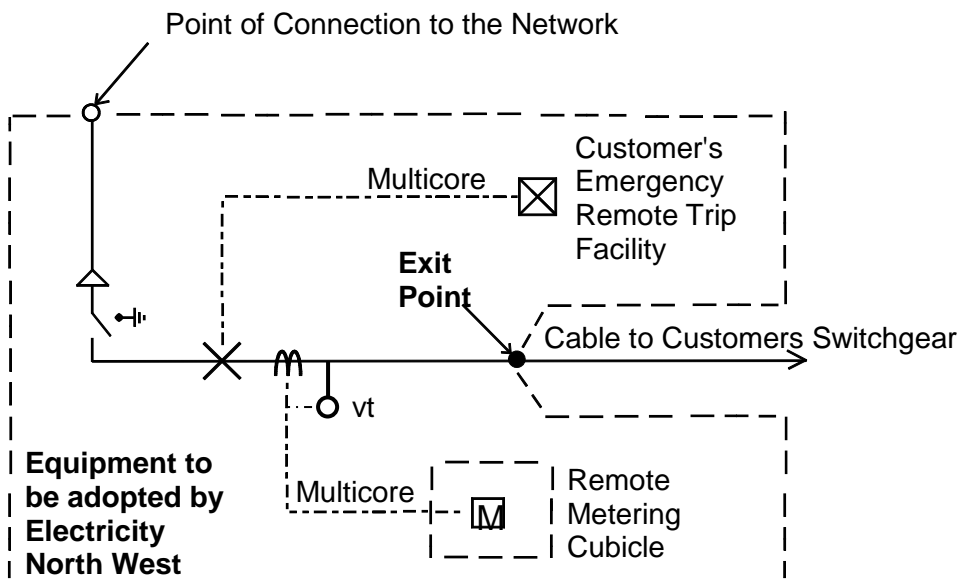 Point of Connection to the Network
Multicore
Customer's
Emergency
Remote Trip
Facility
Exit
Point
Cable to Customers Switchgear
vt
Equipment to
be adopted by
Electricity
North West
Multicore
M
Remote
Metering
Cubicle